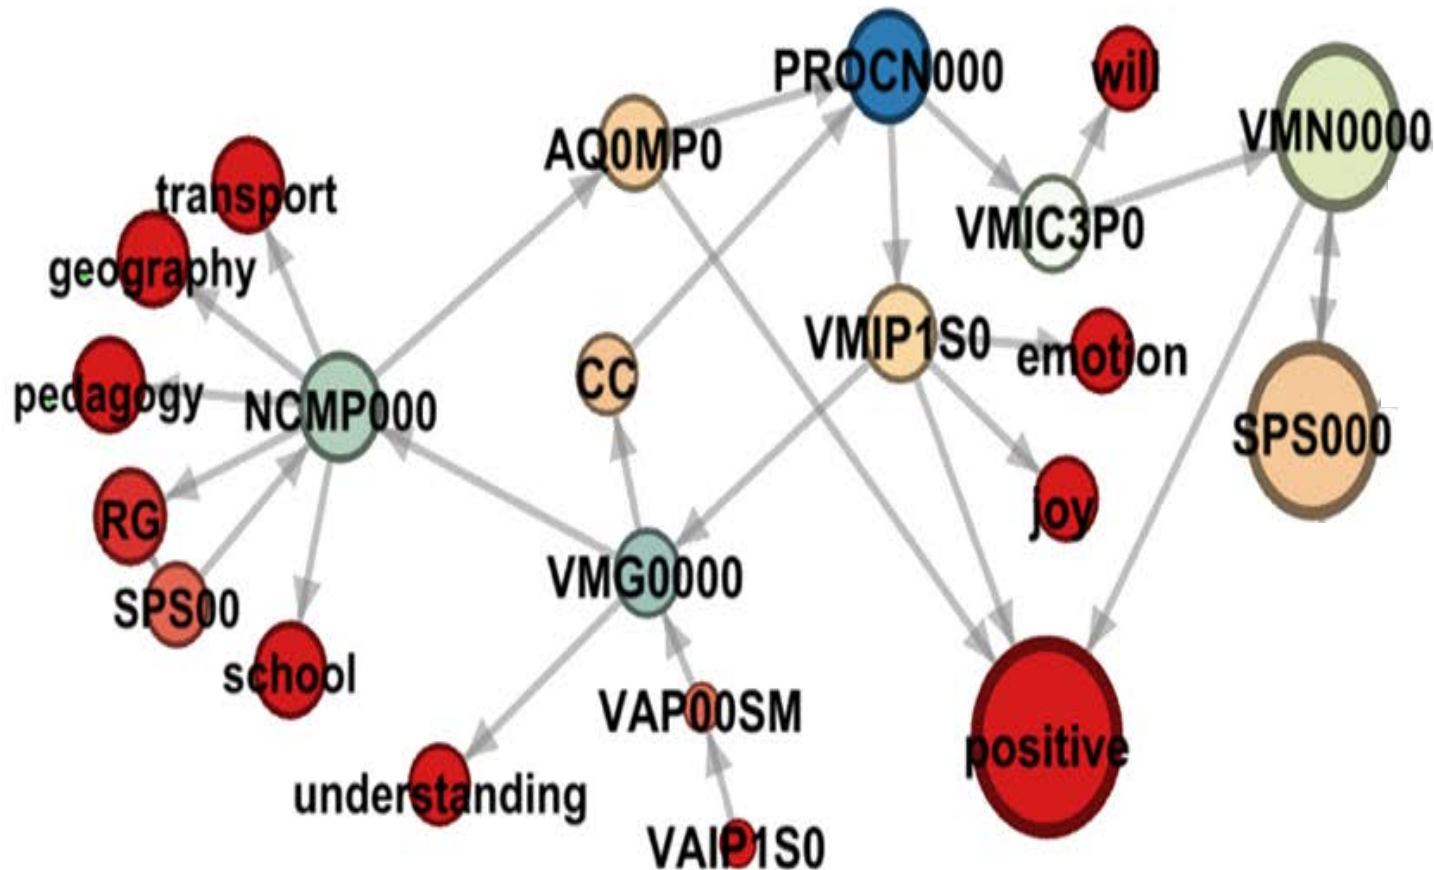 PROCN000
will
VMN0000
AQ0MP0
transport
VMIC3P0
geography
VMIP1S0
emotion
CC
pedagogy
NCMP000
SPS000
joy
RG
VMG0000
SPS00
school
VAP00SM
positive
understanding
VAIP1S0